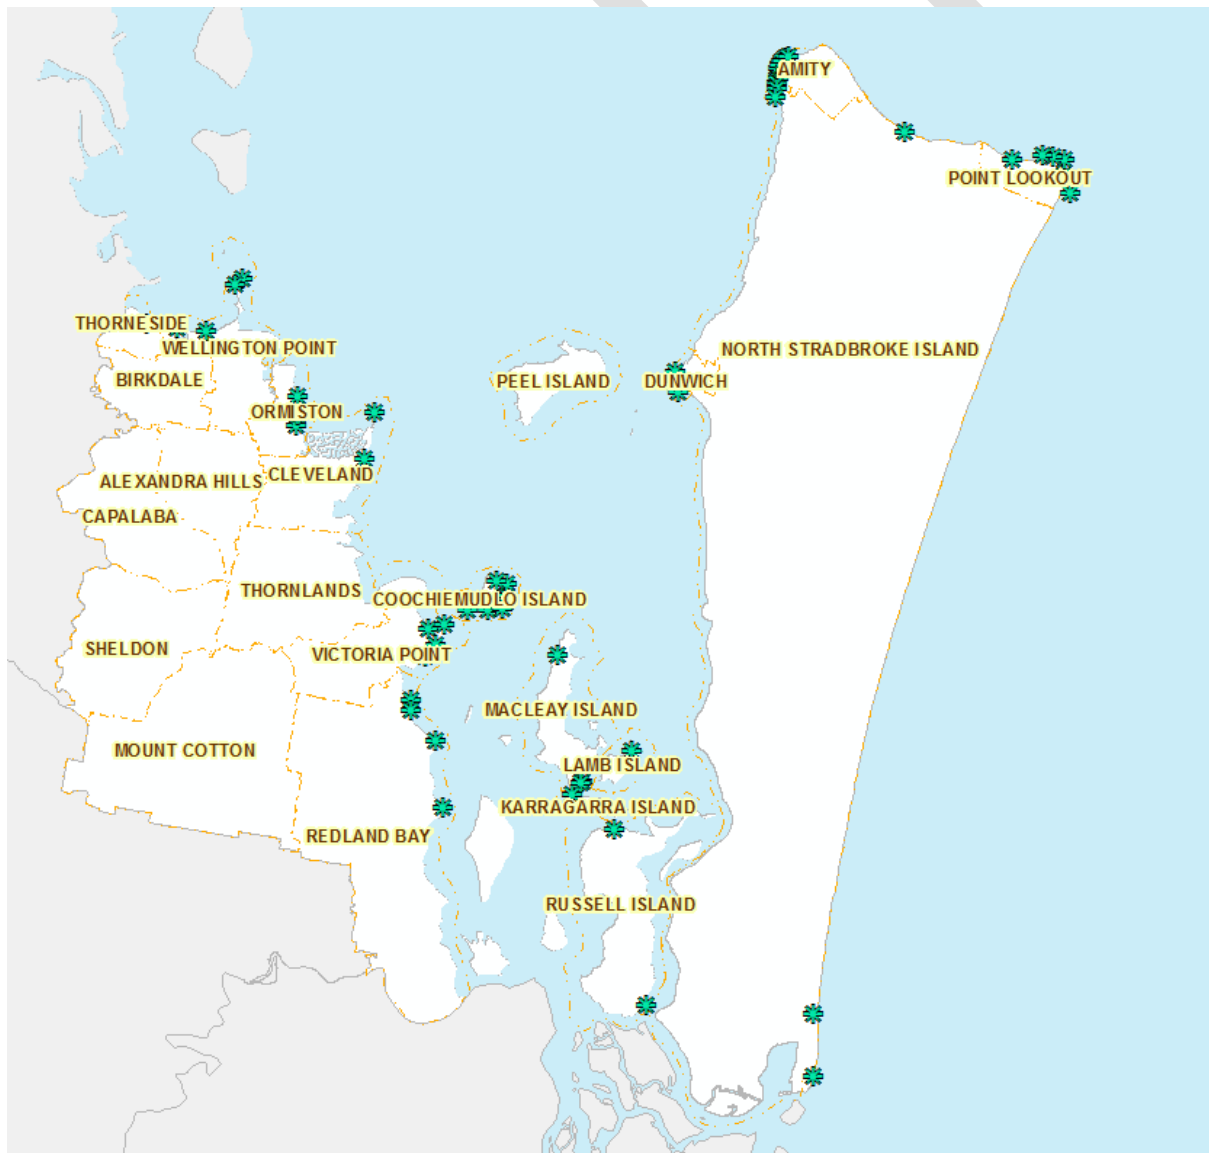 AMITY
POINT LOOKOUT
THORNESIDE
WELLINGTON POINT
NORTH STRADBROKE ISLAND
BIRKDALE
PEEL ISLAND
DUNWICH
ORMISTON
CLEVELAND
ALEXANDRA HILLS
CAPALABA
THORNLANDS
COOCHIEMUDLO ISLAND
SHELDON
VICTORIA POINT
MACLEAY ISLAND
MOUNT COTTON
LAMB ISLAND
KARRAGARRA ISLAND
REDLAND BAY
RUSSELL ISLAND